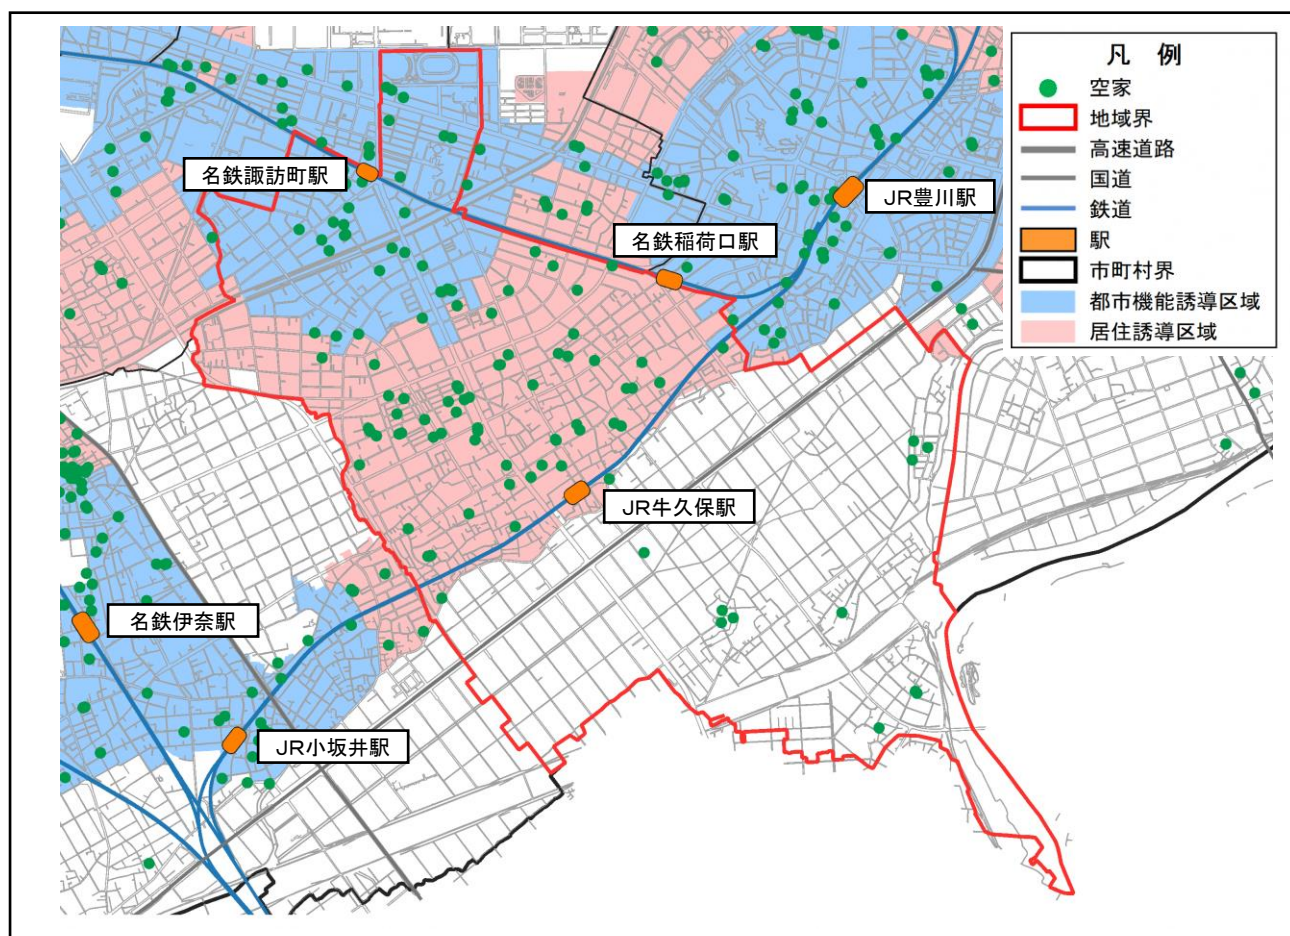 凡 例
空家
地域界
高速道路
国道
鉄道
駅
市町村界
都市機能誘導区域
居住誘導区域
名鉄諏訪町駅
JR豊川駅
名鉄稲荷口駅
JR牛久保駅
名鉄伊奈駅
JR小坂井駅